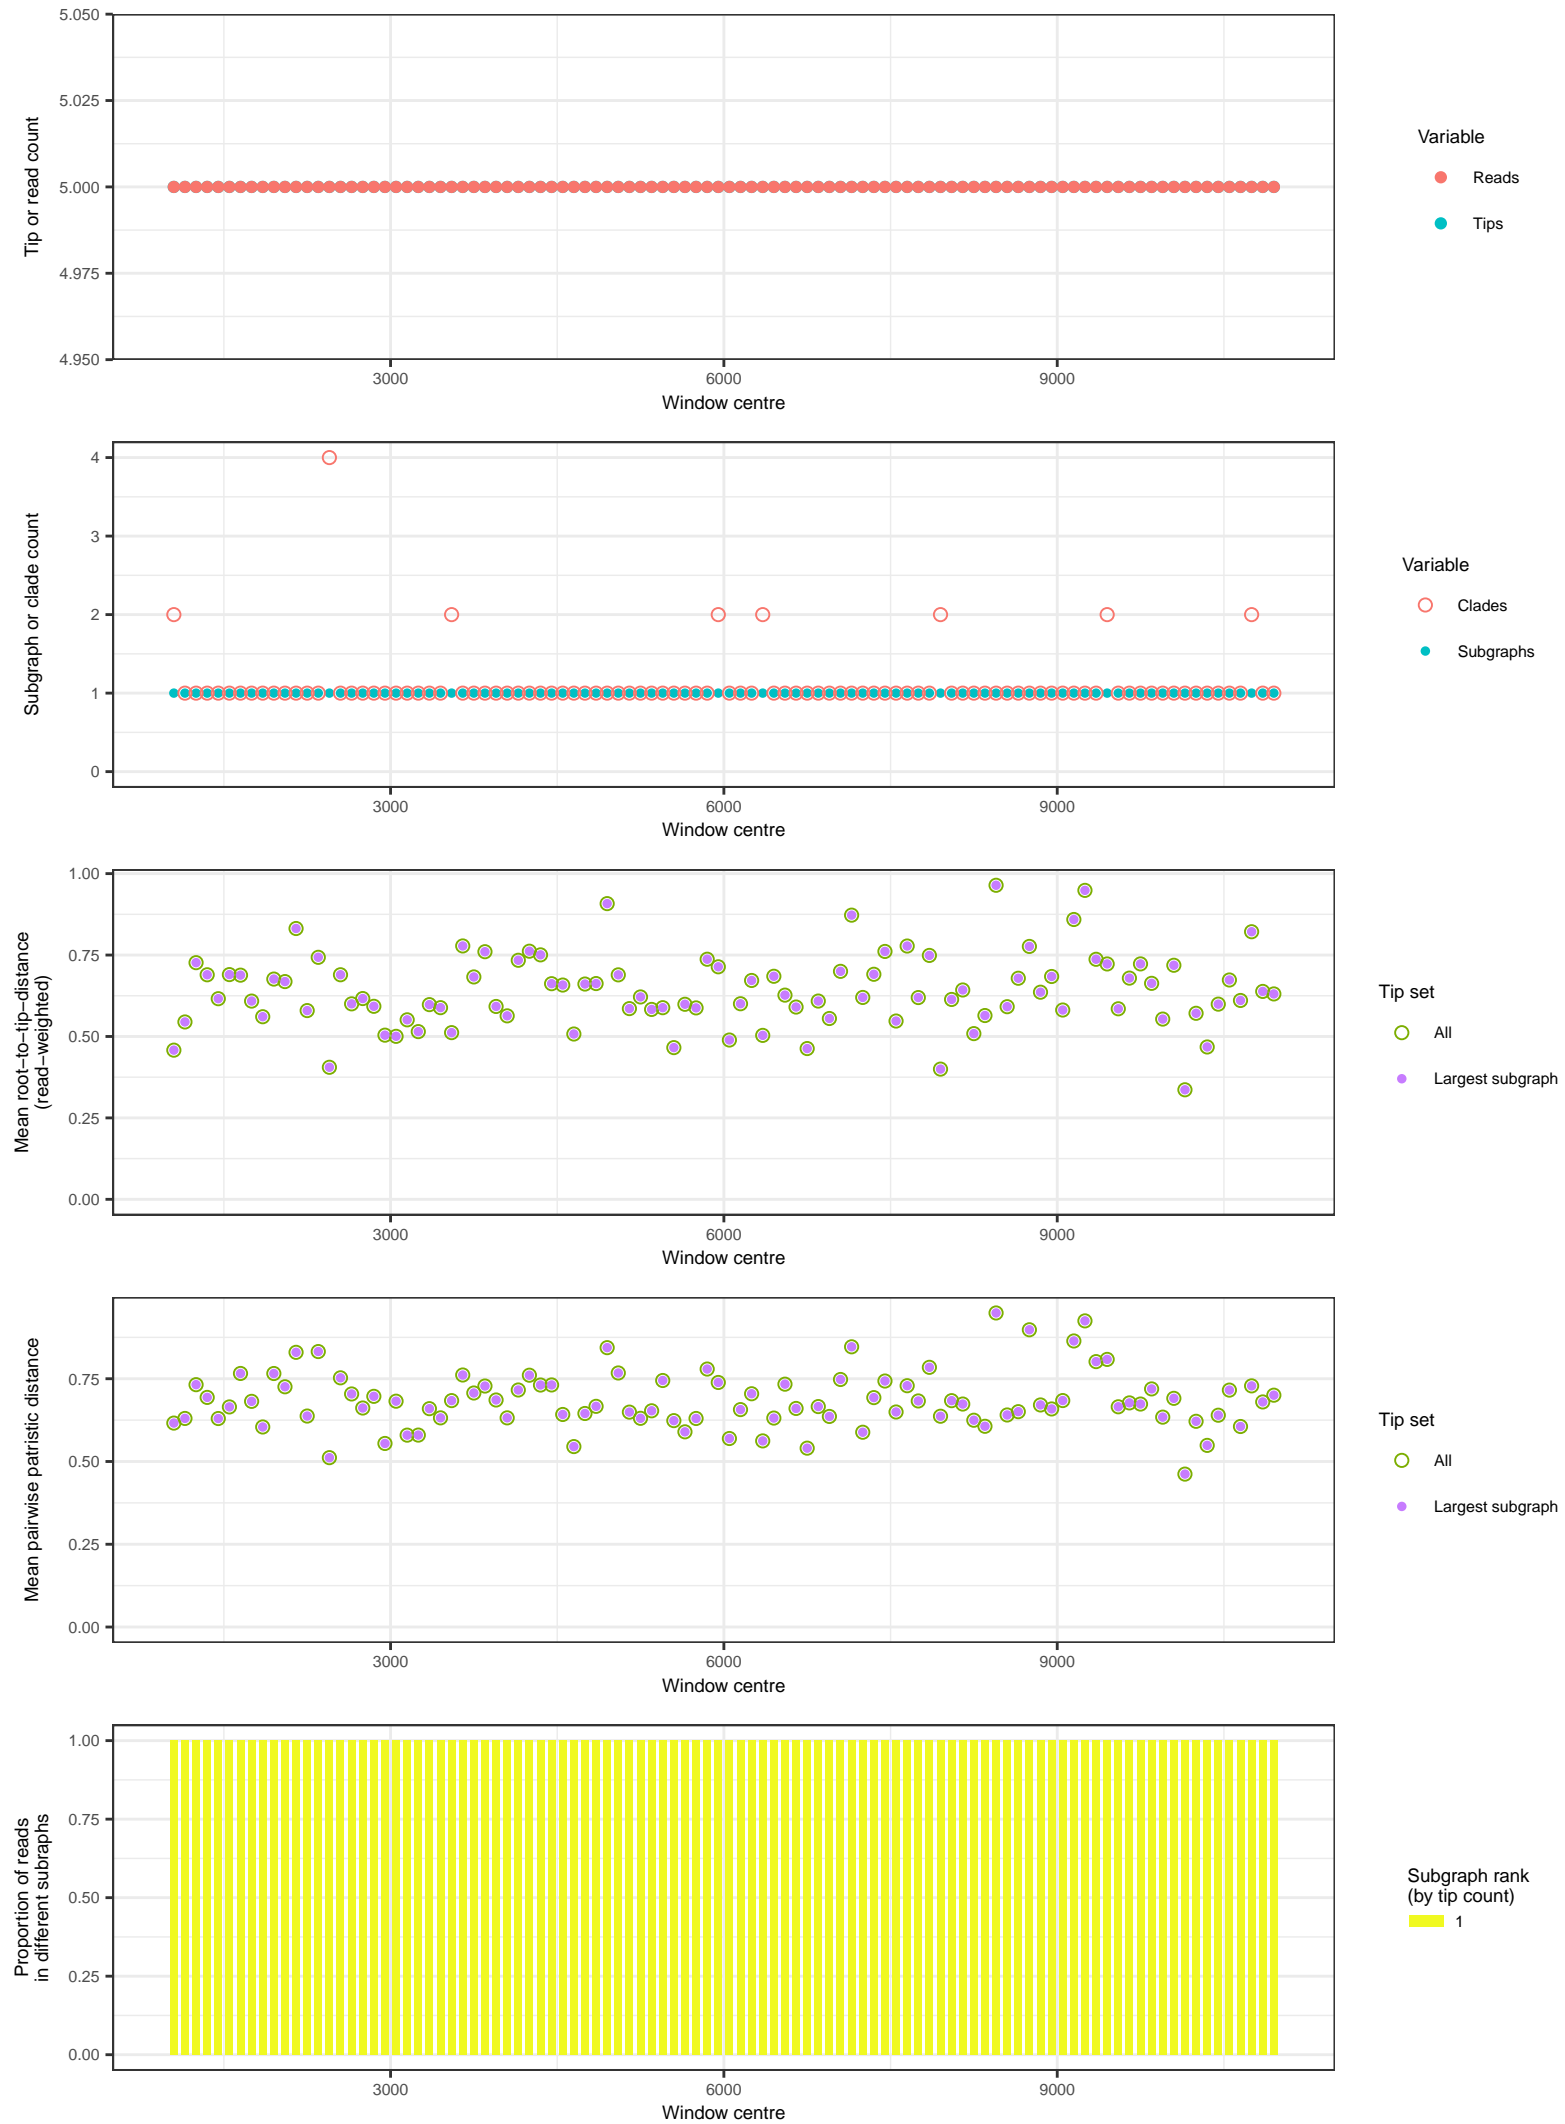 5.050
5.025
5.000
4.975
4.950
Tip or read count
3000 6000 9000
Window centre
Variable
Reads
Tips
4
3
2
1
0
Subgraph or clade count
3000 6000 9000
Window centre
Variable
Clades
Subgraphs
1.00
0.75
0.50
0.25
0.00
Mean root−to−tip−distance
(read−weighted)
3000 6000 9000
Window centre
Tip set
All
Largest subgraph
0.75
0.50
0.25
0.00
Mean pairwise patristic distance
3000 6000 9000
Window centre
Tip set
All
Largest subgraph
1.00
0.75
0.50
0.25
0.00
Proportion of reads
in different subraphs
3000 6000 9000
Window centre
Subgraph rank
(by tip count)
1